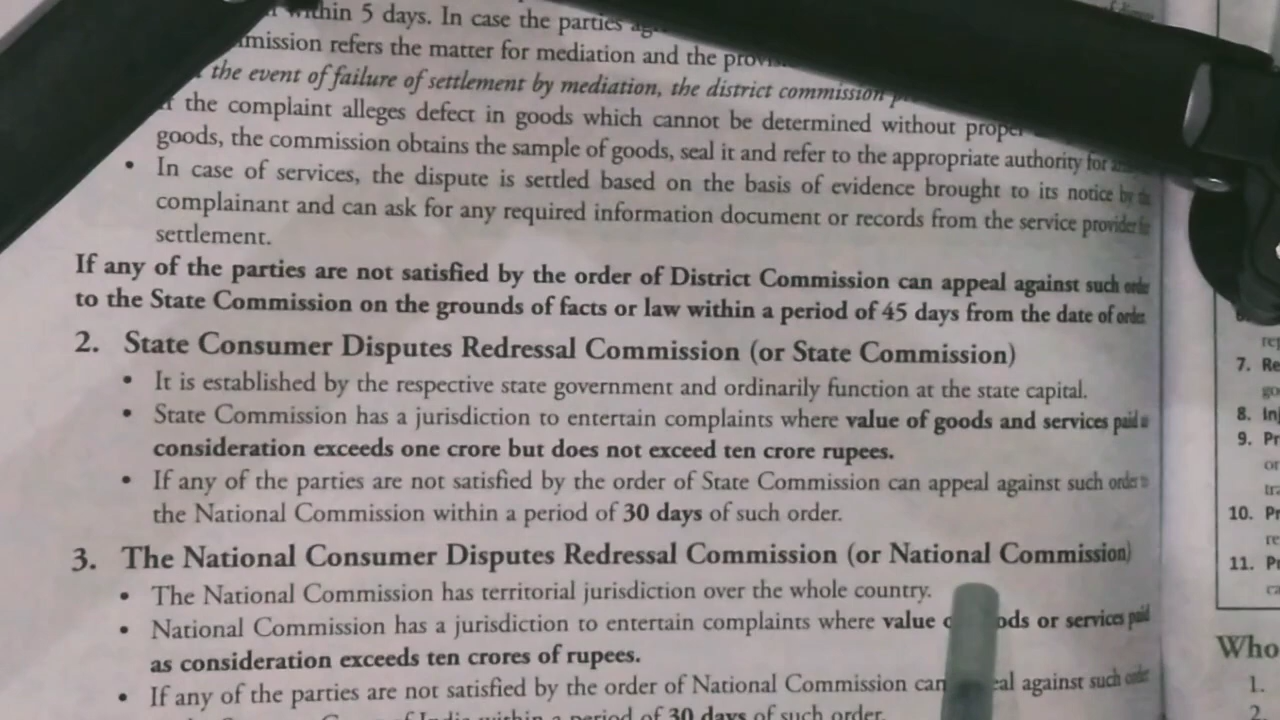 within 5 days. In case the parties
mission refers the matter for mediation and the
the event of failure of settlement by mediation, the district commission
the complaint alleges defect in goods which cannot be determined without proper
goods, the commission obtains the sample of goods, seal it and refer to the appropriate authority for
• In case of services, the dispute is settled based on the basis of evidence brought to its notice by the
complainant and can ask for any required information document or records from the service provider for
settlement.
If any of the parties are not satisfied by the order of District Commission can appeal against such order
to the State Commission on the grounds of facts or law within a period of 45 days from the date of order.
2. State Consumer Disputes Redressal Commission (or State Commission)
• It is established by the respective state government and ordinarily function at the state capital.
• State Commission has a jurisdiction to entertain complaints where value of goods and services paid
consideration exceeds one crore but does not exceed ten crore rupees.
• If any of the parties are not satisfied by the order of State Commission can appeal against such order to
the National Commission within a period of 30 days of such order.
3. The National Consumer Disputes Redressal Commission (or National Commission)
• The National Commission has territorial jurisdiction over the whole country.
• National Commission has a jurisdiction to entertain complaints where value ods or services paid
as consideration exceeds ten crores of rupees.
• If any of the parties are not satisfied by the order of National Commission can eal against such order
of India within a period of 30 days of such order.
7. Re
8. In
9. Pr
or
10. Pr
re
11.
Who
1.
2.